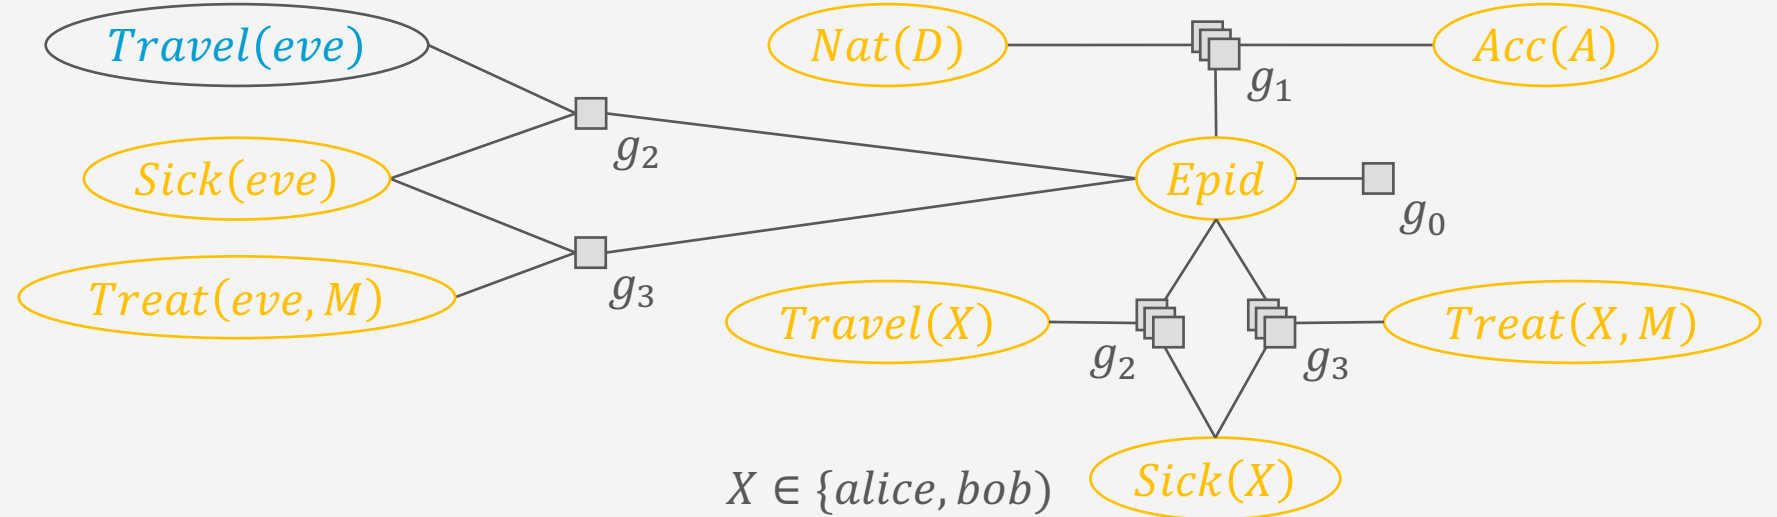 Travel(eve)
Nat(D)
Acc(A)
g₁
g₂
Sick(eve)
Epid
g₀
g₃
Treat(eve, M)
Travel(X)
Treat(X, M)
g₂
g₃
X ∈ {alice, bob)
Sick(X)